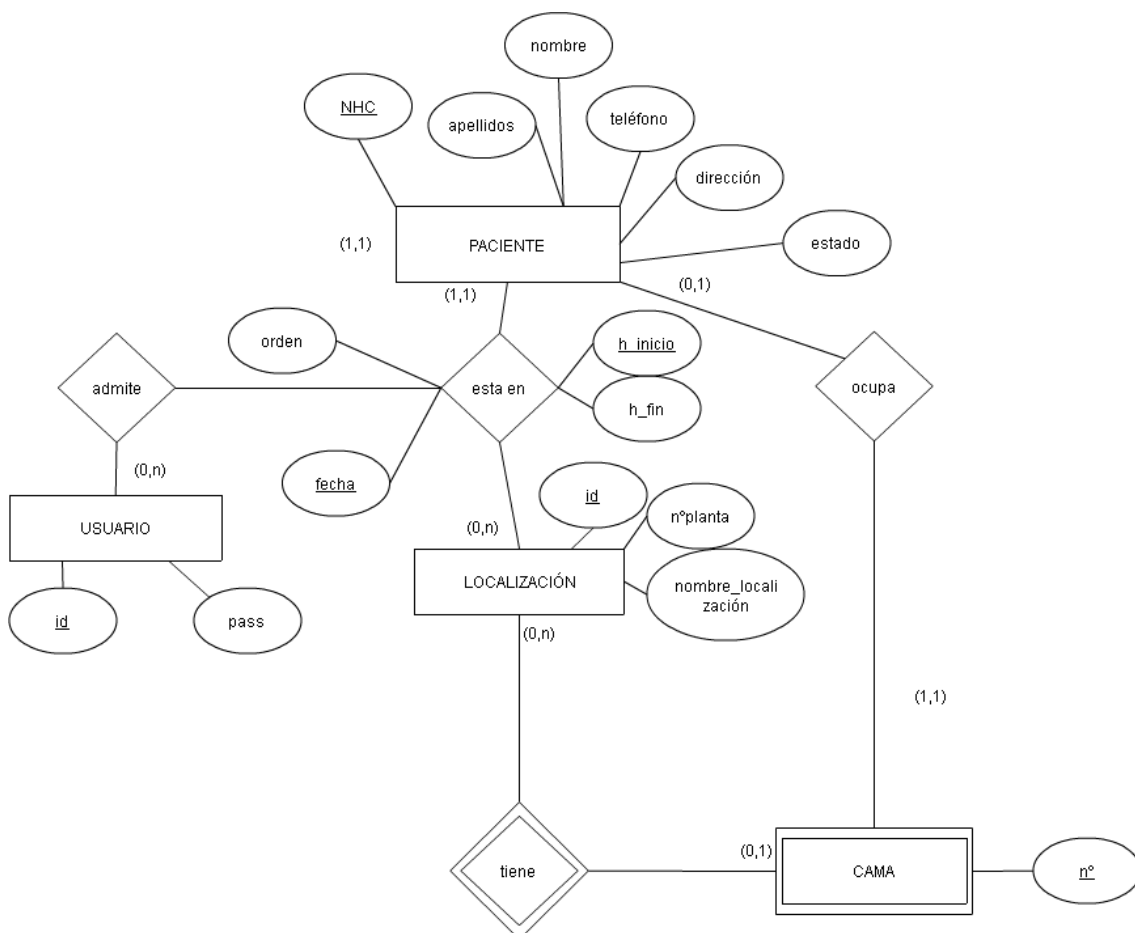 nombre
NHC
apellidos
teléfono
dirección
PACIENTE
estado
(1,1)
(1,1)
(0,1)
orden
h_inicio
admite
esta en
ocupa
h_fin
(0,n)
fecha
id
nºplanta
USUARIO
(0,n)
LOCALIZACIÓN
nombre_locali
zación
id
pass
(0,n)
(1,1)
(0,1)
tiene
CAMA
nº